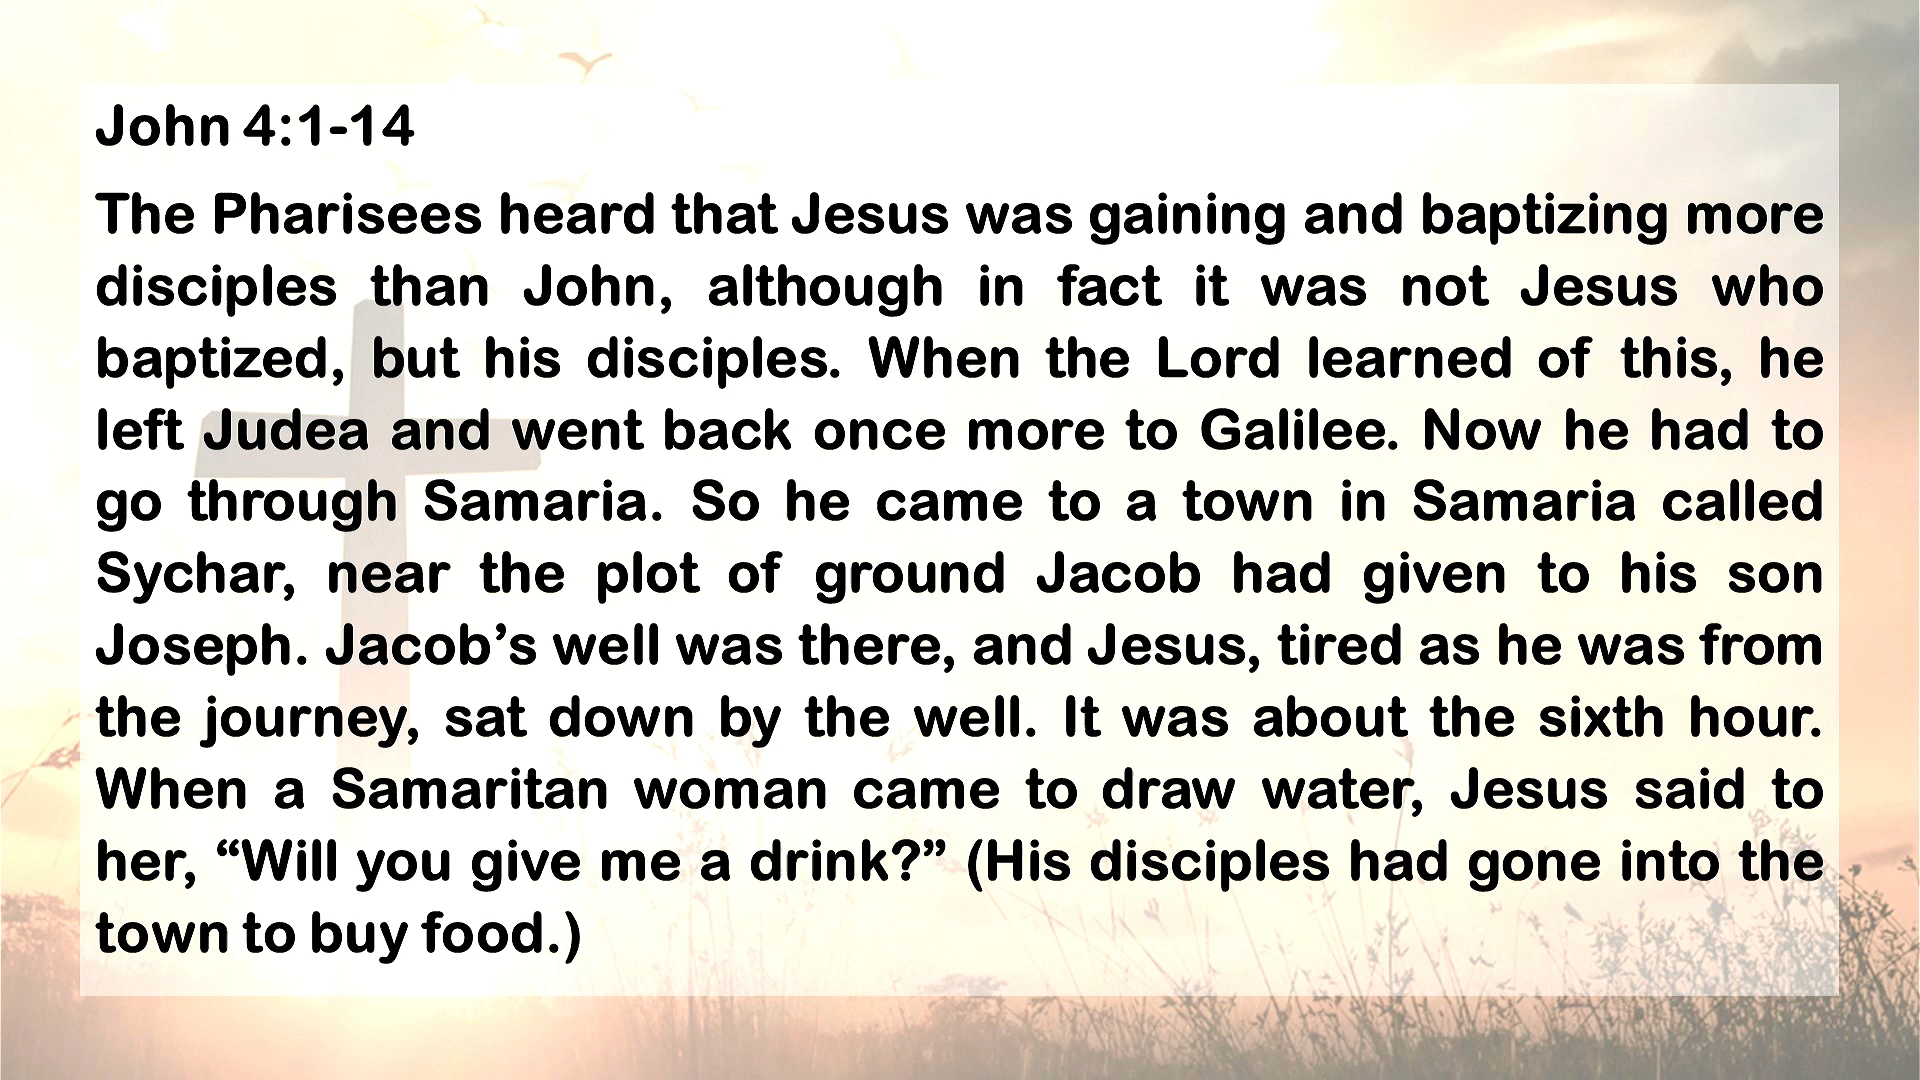 John 4:1-14
The Pharisees heard that Jesus was gaining and baptizing more
disciples than John, although in fact it was not Jesus who
baptized, but his disciples. When the Lord learned of this, he
left Judea and went back once more to Galilee. Now he had to
go through Samaria. So he came to a town in Samaria called
Sychar, near the plot of ground Jacob had given to his son
Joseph. Jacob’s well was there, and Jesus, tired as he was from
the journey, sat down by the well. It was about the sixth hour.
When a Samaritan woman came to draw water, Jesus said to
her, “Will you give me a drink?” (His disciples had gone into the
town to buy food.)